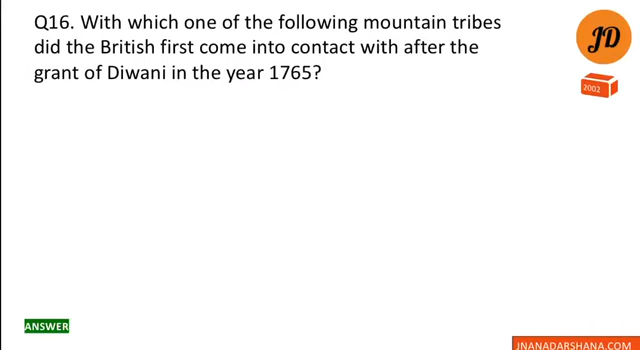 Q16. With which one of the following mountain tribes
did the British first come into contact with after the
grant of Diwani in the year 1765?
JD
2002
ANSWER
JNANADARSHANA.COM